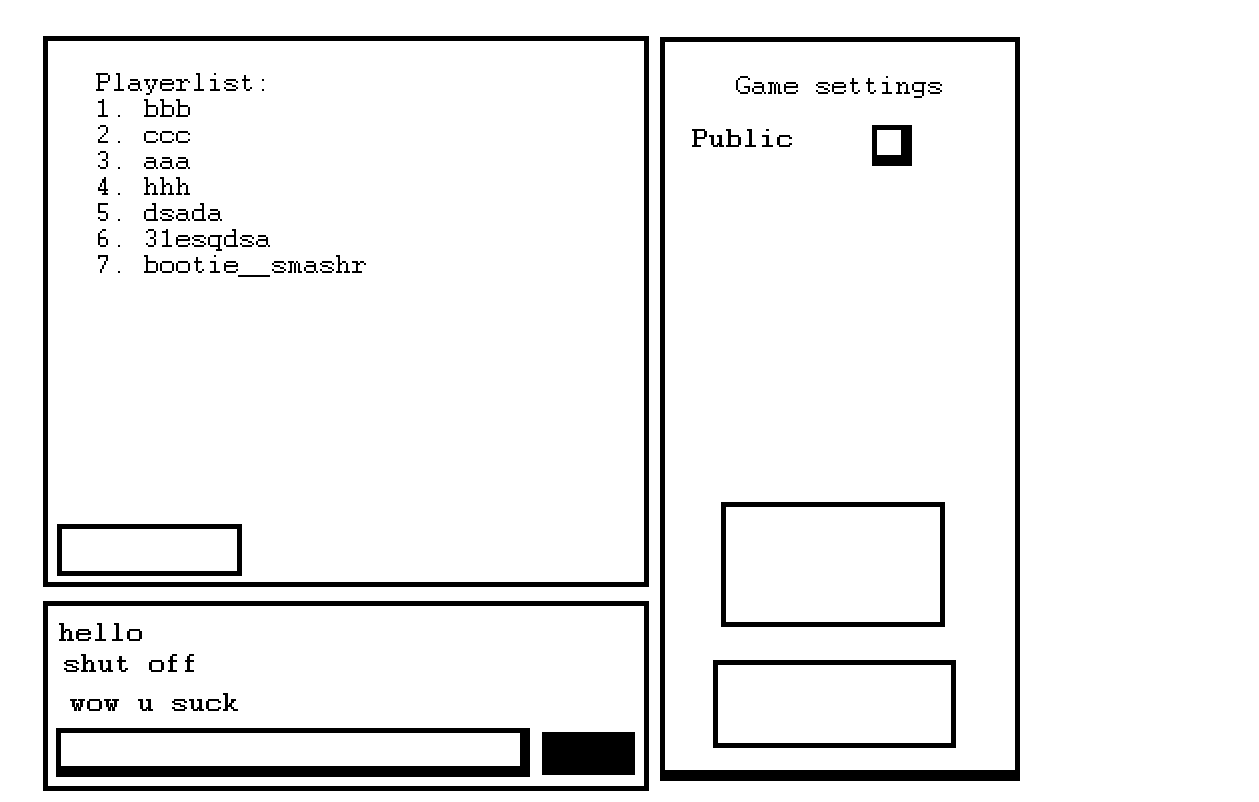 Playerlist:
1. bbb
2. ccc
3. aaa
4. hhh
5. dsada
6. 31esqdsa
7. bootie__smashr
Game settings
Public
hello
shut off
wow u suck